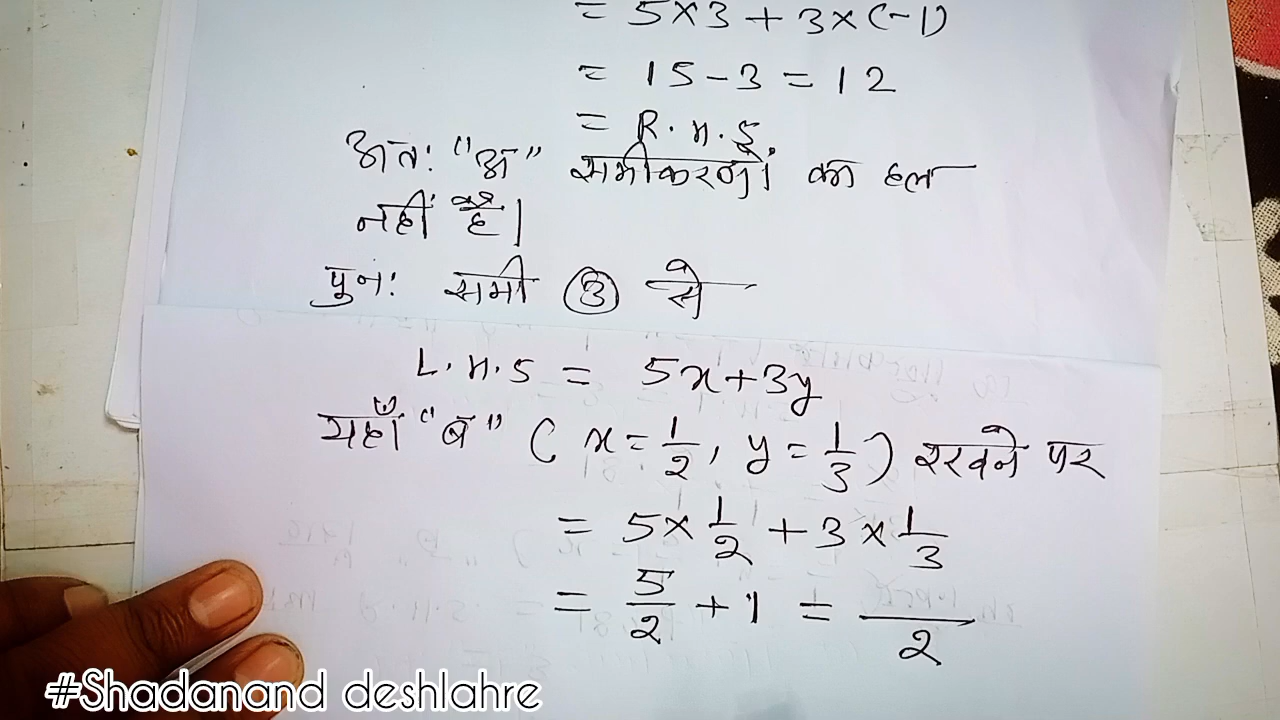 = 5×3 + 3×(-1)
= 15 - 3 = 12
= R.H.S.
अतः "अ" समीकरणों का हल
नहीं है।
पुनः समी ③ से
L.H.S = 5x+3y
यहाँ "ब" ( x = 1/2, y = 1/3 ) रखने पर
= 5 × 1/2 + 3 × 1/3
= 5/2 + 1 = /2
#Shadanand deshlahre